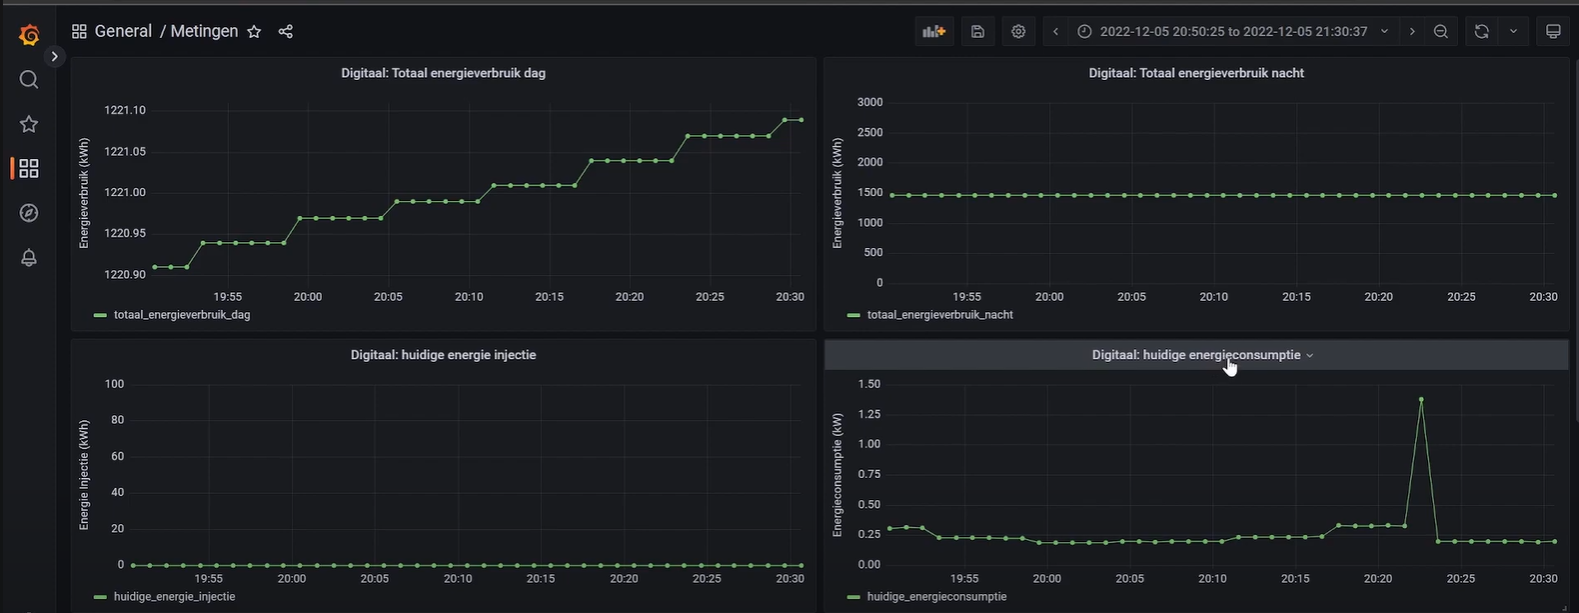 General / Metingen
2022-12-05 20:50:25 to 2022-12-05 21:30:37
Digitaal: Totaal energieverbruik dag
Energieverbruik (kWh)
1221.10
1221.05
1221.00
1220.95
1220.90
19:55 20:00 20:05 20:10 20:15 20:20 20:25 20:30
totaal_energieverbruik_dag
Digitaal: Totaal energieverbruik nacht
Energieverbruik (kWh)
3000
2500
2000
1500
1000
500
0
19:55 20:00 20:05 20:10 20:15 20:20 20:25 20:30
totaal_energieverbruik_nacht
Digitaal: huidige energie injectie
Energie Injectie (kWh)
100
80
60
40
20
0
19:55 20:00 20:05 20:10 20:15 20:20 20:25 20:30
huidige_energie_injectie
Digitaal: huidige energieconsumptie
Energieconsumptie (kW)
1.50
1.25
1.00
0.75
0.50
0.25
0.00
19:55 20:00 20:05 20:10 20:15 20:20 20:25 20:30
huidige_energieconsumptie